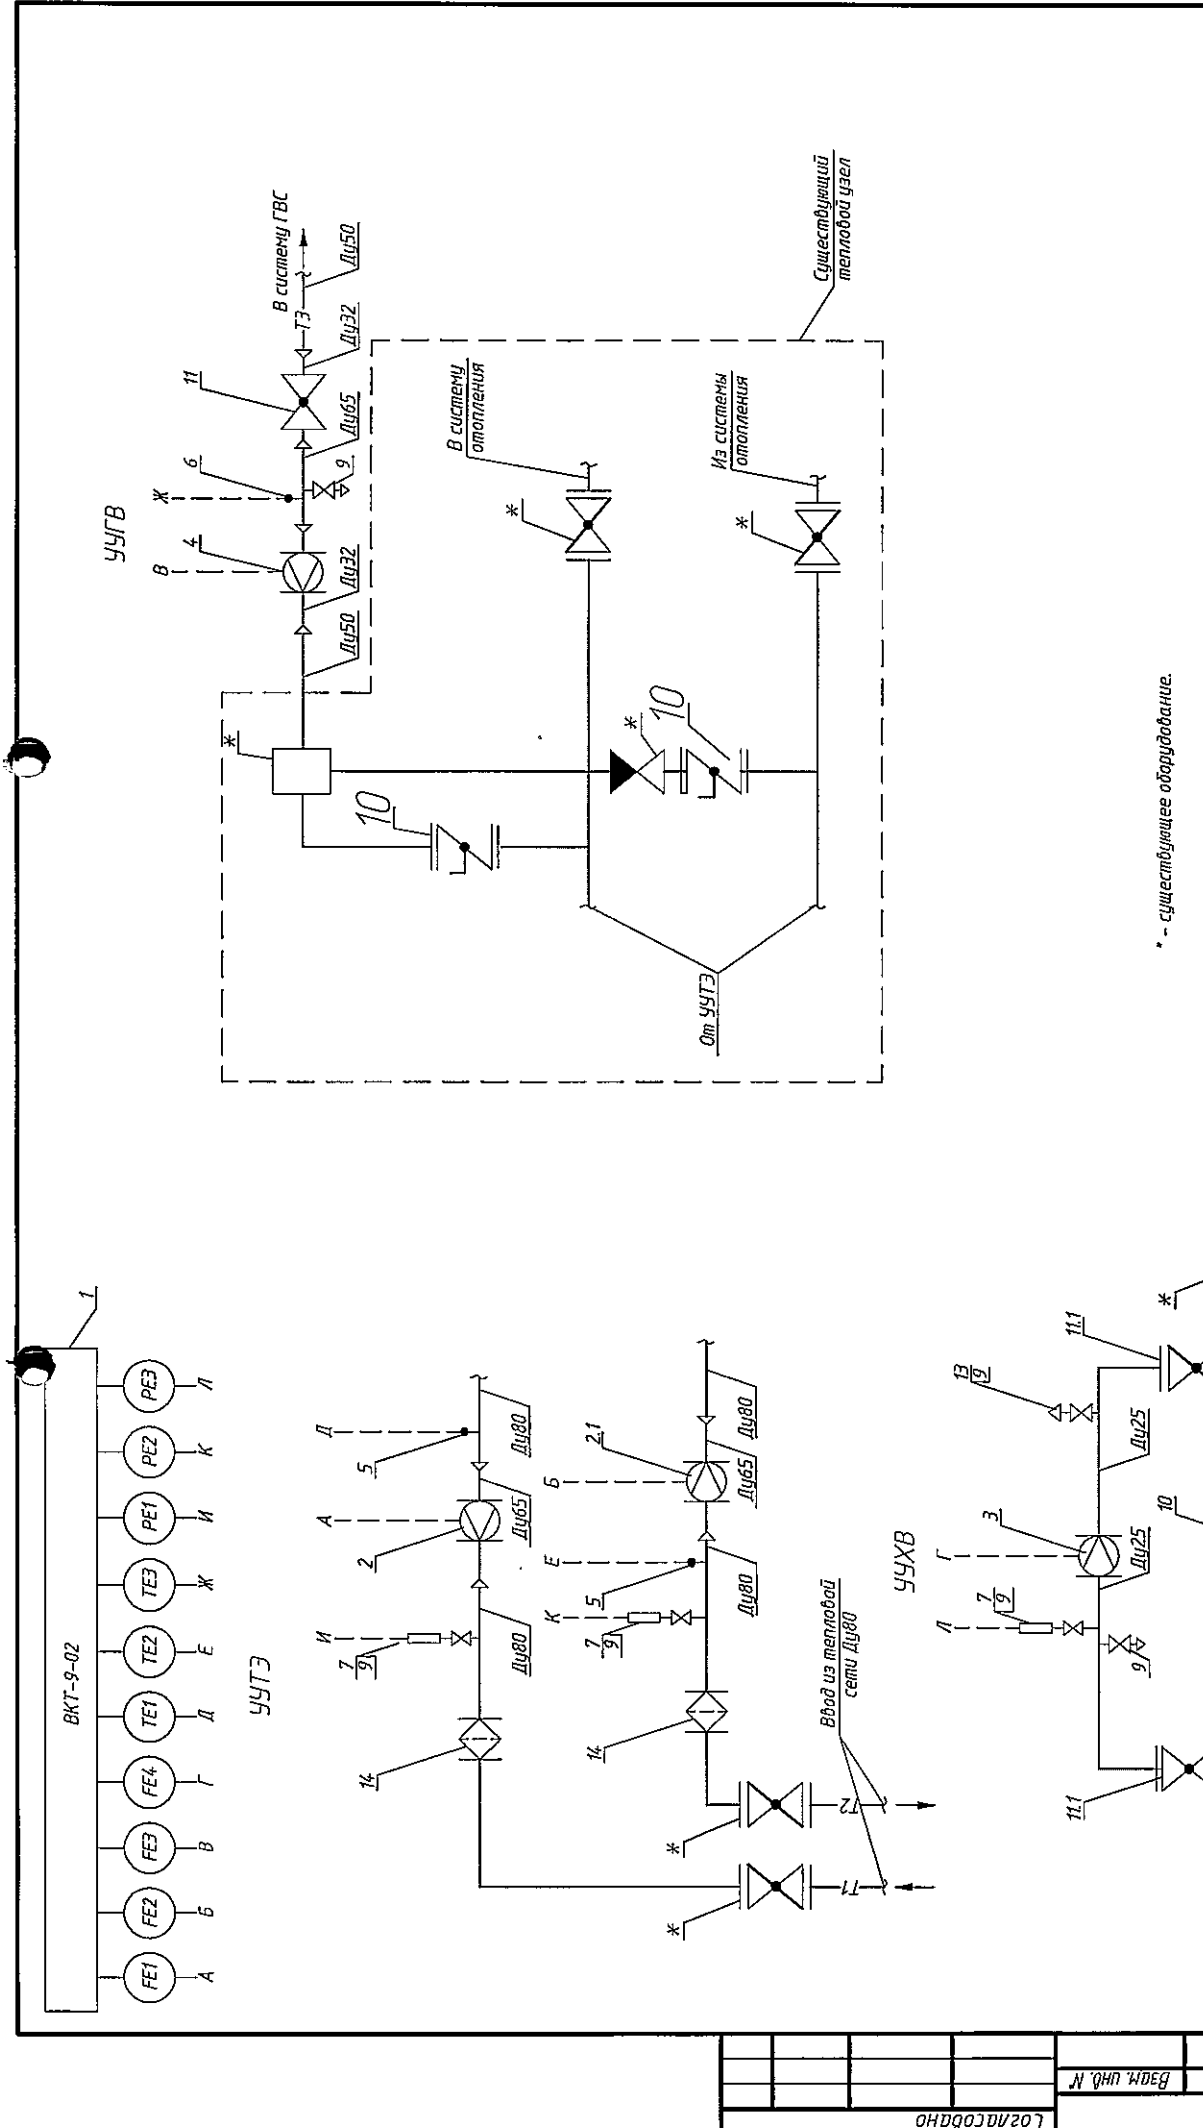 ВКТ-9-02
1
FE1
FE2
FE3
FE4
TE1
TE2
TE3
PE1
PE2
PE3
А
Б
В
Г
Д
Е
Ж
И
К
Л
УУТЭ
И
А
Д
7
9
2
5
14
Ду80
Ду65
Ду80
К
Е
Б
7
9
5
2.1
14
Ду80
Ду65
Ду80
*
*
Т1
Т2
Ввод из тепловой
сети Ду80
УУХВ
Л
Г
7
9
3
13
9
11.1
11.1
9
Ду25
Ду25
10
*
УУГВ
В
Ж
4
6
11
В систему ГВС
Т3
9
Ду50
Ду32
Ду65
Ду32
Ду50
*
10
*
10
*
*
В систему
отопления
Из системы
отопления
От УУТЭ
Существующий
тепловой узел
* - существующее оборудование.
Согласовано
Взам. инв. N